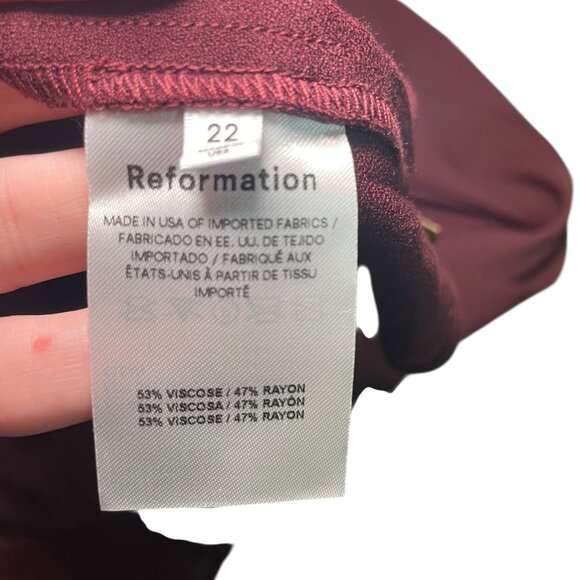 22
USA
Reformation
MADE IN USA OF IMPORTED FABRICS /
FABRICADO EN EE. UU. DE TEJIDO
IMPORTADO / FABRIQUÉ AUX
ÉTATS-UNIS À PARTIR DE TISSU
IMPORTÉ
53% VISCOSE / 47% RAYON
53% VISCOSA / 47% RAYÓN
53% VISCOSE / 47% RAYON